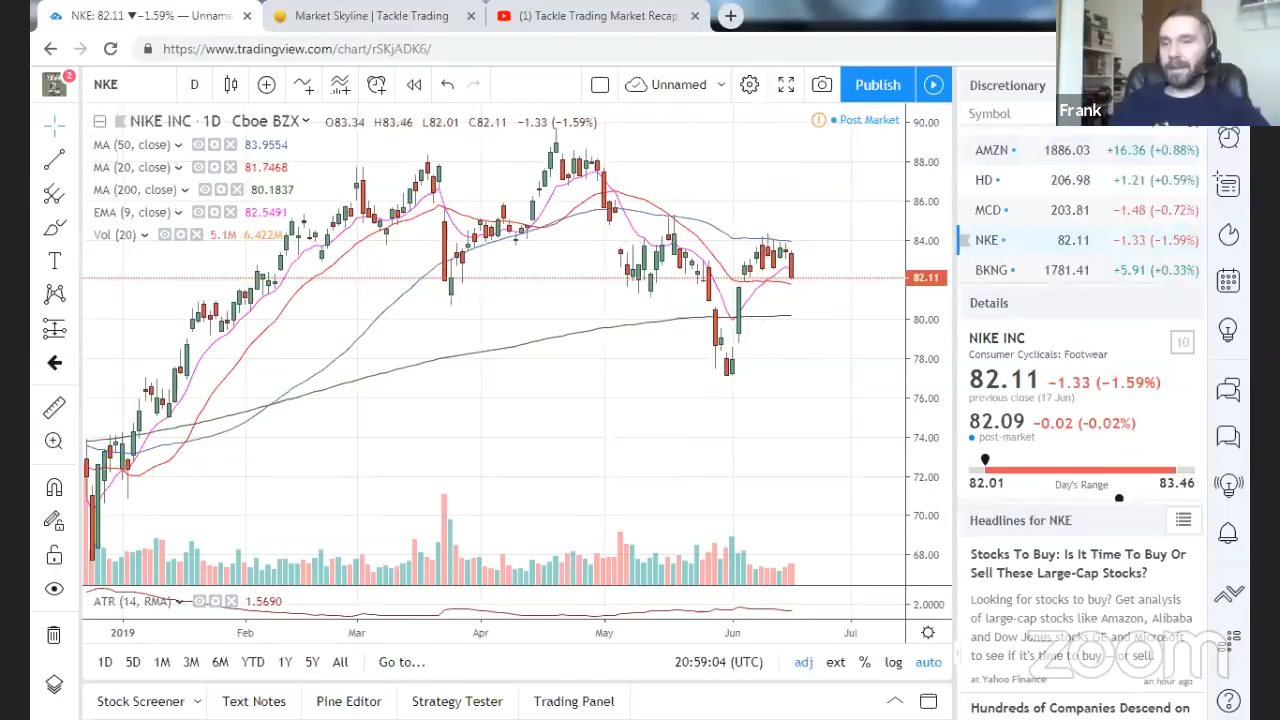 NKE: 82.11 ▼ −1.59% — Unname
Market Skyline | Tackle Trading
(1) Tackle Trading Market Recap
https://www.tradingview.com/chart/rSKjADK6/
Frank
2
NKE
D
Unnamed
Publish
NIKE INC · 1D · Cboe BZX
O83.34 H83.46 L82.01 C82.11 −1.33 (−1.59%)
Post Market
MA (50, close) 83.9554
MA (20, close) 81.7468
MA (200, close) 80.1837
EMA (9, close) 82.5491
Vol (20) 5.1M 6.422M
90.00
88.00
86.00
84.00
82.11
80.00
78.00
76.00
74.00
72.00
70.00
68.00
ATR (14, RMA) 1.5690
2.0000
2019 Feb Mar Apr May Jun Jul
1D 5D 1M 3M 6M YTD 1Y 5Y All Go to...
20:59:04 (UTC) adj ext % log auto
Stock Screener Text Notes Pine Editor Strategy Tester Trading Panel
Discretionary
Symbol
AMZN 1886.03 +16.36 (+0.88%)
HD 206.98 +1.21 (+0.59%)
MCD 203.81 −1.48 (−0.72%)
NKE 82.11 −1.33 (−1.59%)
BKNG 1781.41 +5.91 (+0.33%)
Details
NIKE INC
10
Consumer Cyclicals: Footwear
82.11 −1.33 (−1.59%)
previous close (17 Jun)
82.09 −0.02 (−0.02%)
post-market
82.01 Day's Range 83.46
Headlines for NKE
Stocks To Buy: Is It Time To Buy Or
Sell These Large-Cap Stocks?
Looking for stocks to buy? Get analysis
of large-cap stocks like Amazon, Alibaba
and Dow Jones stocks GE and Microsoft
to see if it's time to buy — or sell.
at Yahoo Finance an hour ago
zoom
Hundreds of Companies Descend on